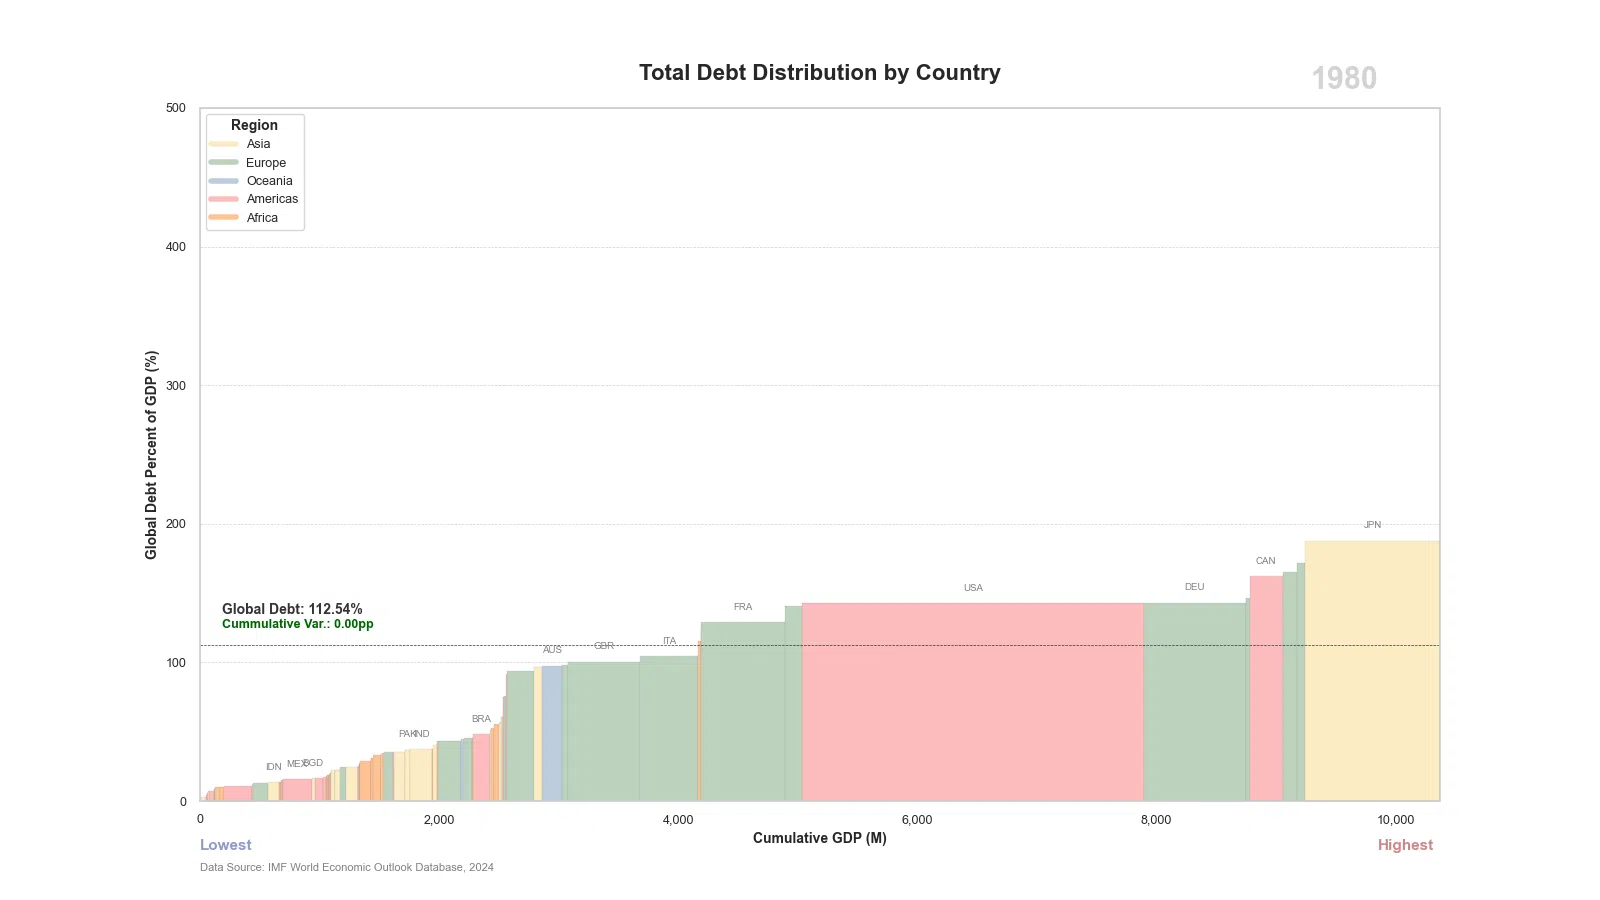 Total Debt Distribution by Country
1980
500
400
300
200
100
0
Global Debt Percent of GDP (%)
Region
Asia
Europe
Oceania
Americas
Africa
Global Debt: 112.54%
Cummulative Var.: 0.00pp
IDN
MEX
BGD
PAK
IND
BRA
AUS
GBR
ITA
FRA
USA
DEU
CAN
JPN
0
2,000
4,000
6,000
8,000
10,000
Cumulative GDP (M)
Lowest
Highest
Data Source: IMF World Economic Outlook Database, 2024